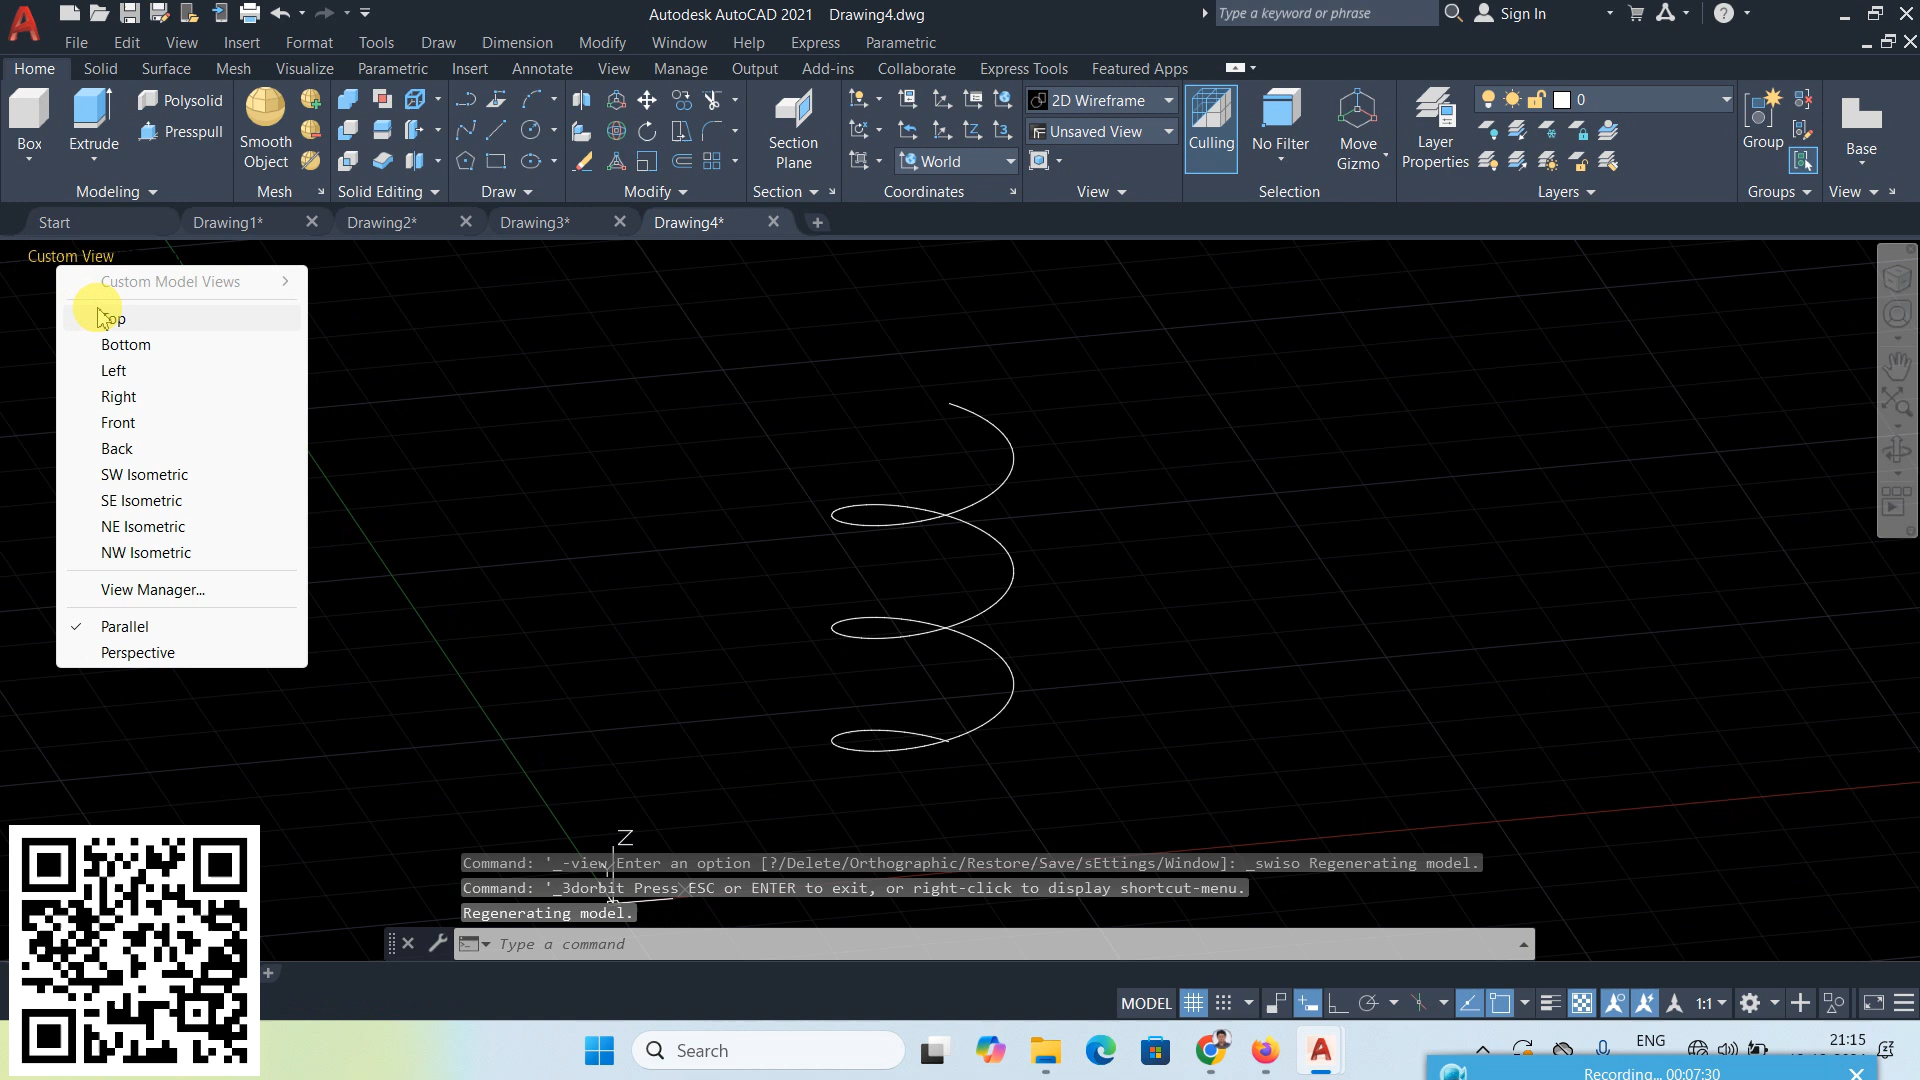 Autodesk AutoCAD 2021 Drawing4.dwg
Type a keyword or phrase
Sign In
File Edit View Insert Format Tools Draw Dimension Modify Window Help Express Parametric
Home Solid Surface Mesh Visualize Parametric Insert Annotate View Manage Output Add-ins Collaborate Express Tools Featured Apps
Box
Extrude
Polysolid
Presspull
Smooth
Object
Section
Plane
2D Wireframe
Unsaved View
World
Culling
No Filter
Move
Gizmo
Layer
Properties
0
Group
Base
Modeling Mesh Solid Editing Draw Modify Section Coordinates View Selection Layers Groups View
Start Drawing1* Drawing2* Drawing3* Drawing4*
Custom View
Custom Model Views
Top
Bottom
Left
Right
Front
Back
SW Isometric
SE Isometric
NE Isometric
NW Isometric
View Manager...
Parallel
Perspective
Z
Command: '_-view Enter an option [?/Delete/Orthographic/Restore/Save/sEttings/Window]: _swiso Regenerating model.
Command: '_3dorbit Press ESC or ENTER to exit, or right-click to display shortcut-menu.
Regenerating model.
Type a command
MODEL
1:1
Search
ENG
21:15
Recording... 00:07:30